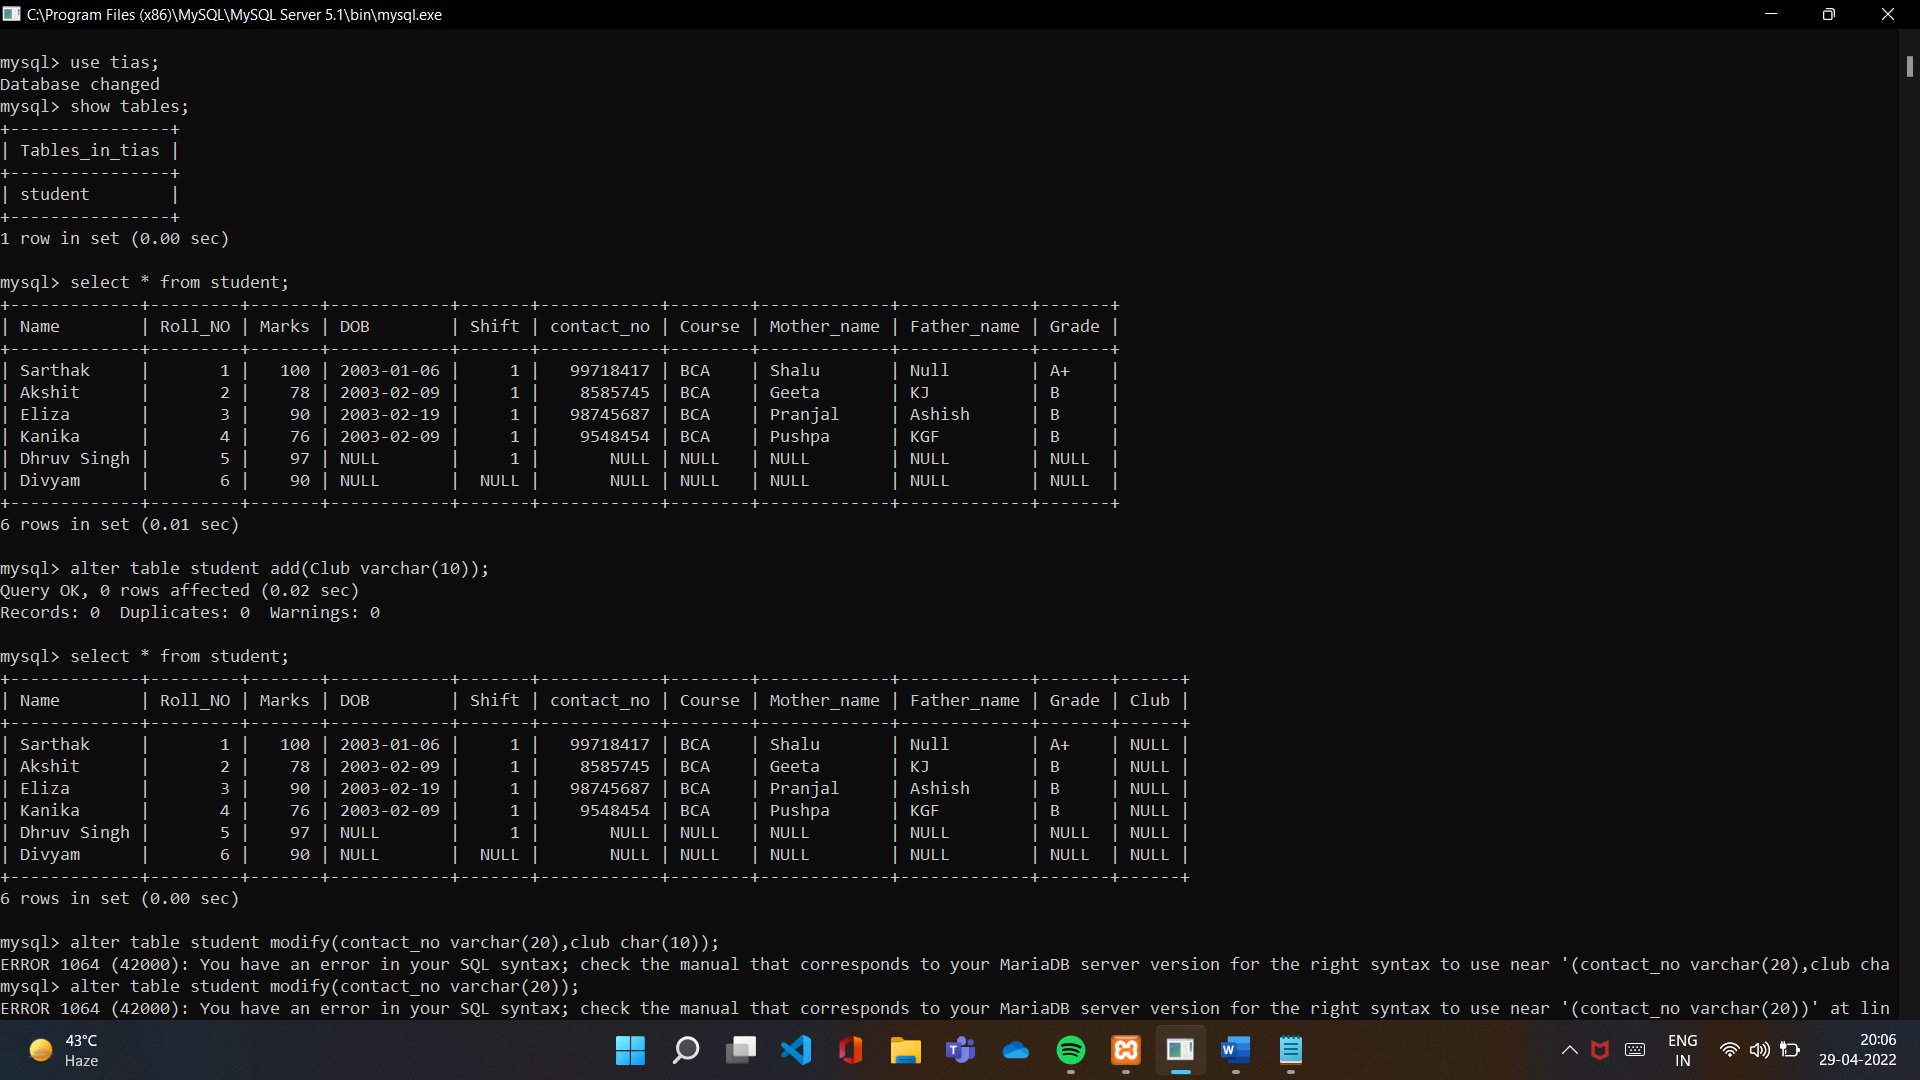 C:\Program Files (x86)\MySQL\MySQL Server 5.1\bin\mysql.exe
mysql> use tias;
Database changed
mysql> show tables;
+----------------+
| Tables_in_tias |
+----------------+
| student        |
+----------------+
1 row in set (0.00 sec)
mysql> select * from student;
+-------------+---------+-------+------------+-------+------------+--------+-------------+-------------+-------+
| Name        | Roll_NO | Marks | DOB        | Shift | contact_no | Course | Mother_name | Father_name | Grade |
+-------------+---------+-------+------------+-------+------------+--------+-------------+-------------+-------+
| Sarthak     |       1 |   100 | 2003-01-06 |     1 |   99718417 | BCA    | Shalu       | Null        | A+    |
| Akshit      |       2 |    78 | 2003-02-09 |     1 |    8585745 | BCA    | Geeta       | KJ          | B     |
| Eliza       |       3 |    90 | 2003-02-19 |     1 |   98745687 | BCA    | Pranjal     | Ashish      | B     |
| Kanika      |       4 |    76 | 2003-02-09 |     1 |    9548454 | BCA    | Pushpa      | KGF         | B     |
| Dhruv Singh |       5 |    97 | NULL       |     1 |       NULL | NULL   | NULL        | NULL        | NULL  |
| Divyam      |       6 |    90 | NULL       |  NULL |       NULL | NULL   | NULL        | NULL        | NULL  |
+-------------+---------+-------+------------+-------+------------+--------+-------------+-------------+-------+
6 rows in set (0.01 sec)
mysql> alter table student add(Club varchar(10));
Query OK, 0 rows affected (0.02 sec)
Records: 0  Duplicates: 0  Warnings: 0
mysql> select * from student;
+-------------+---------+-------+------------+-------+------------+--------+-------------+-------------+-------+------+
| Name        | Roll_NO | Marks | DOB        | Shift | contact_no | Course | Mother_name | Father_name | Grade | Club |
+-------------+---------+-------+------------+-------+------------+--------+-------------+-------------+-------+------+
| Sarthak     |       1 |   100 | 2003-01-06 |     1 |   99718417 | BCA    | Shalu       | Null        | A+    | NULL |
| Akshit      |       2 |    78 | 2003-02-09 |     1 |    8585745 | BCA    | Geeta       | KJ          | B     | NULL |
| Eliza       |       3 |    90 | 2003-02-19 |     1 |   98745687 | BCA    | Pranjal     | Ashish      | B     | NULL |
| Kanika      |       4 |    76 | 2003-02-09 |     1 |    9548454 | BCA    | Pushpa      | KGF         | B     | NULL |
| Dhruv Singh |       5 |    97 | NULL       |     1 |       NULL | NULL   | NULL        | NULL        | NULL  | NULL |
| Divyam      |       6 |    90 | NULL       |  NULL |       NULL | NULL   | NULL        | NULL        | NULL  | NULL |
+-------------+---------+-------+------------+-------+------------+--------+-------------+-------------+-------+------+
6 rows in set (0.00 sec)
mysql> alter table student modify(contact_no varchar(20),club char(10));
ERROR 1064 (42000): You have an error in your SQL syntax; check the manual that corresponds to your MariaDB server version for the right syntax to use near '(contact_no varchar(20),club cha
mysql> alter table student modify(contact_no varchar(20));
ERROR 1064 (42000): You have an error in your SQL syntax; check the manual that corresponds to your MariaDB server version for the right syntax to use near '(contact_no varchar(20))' at lin
43°C
Haze
ENG
IN
20:06
29-04-2022